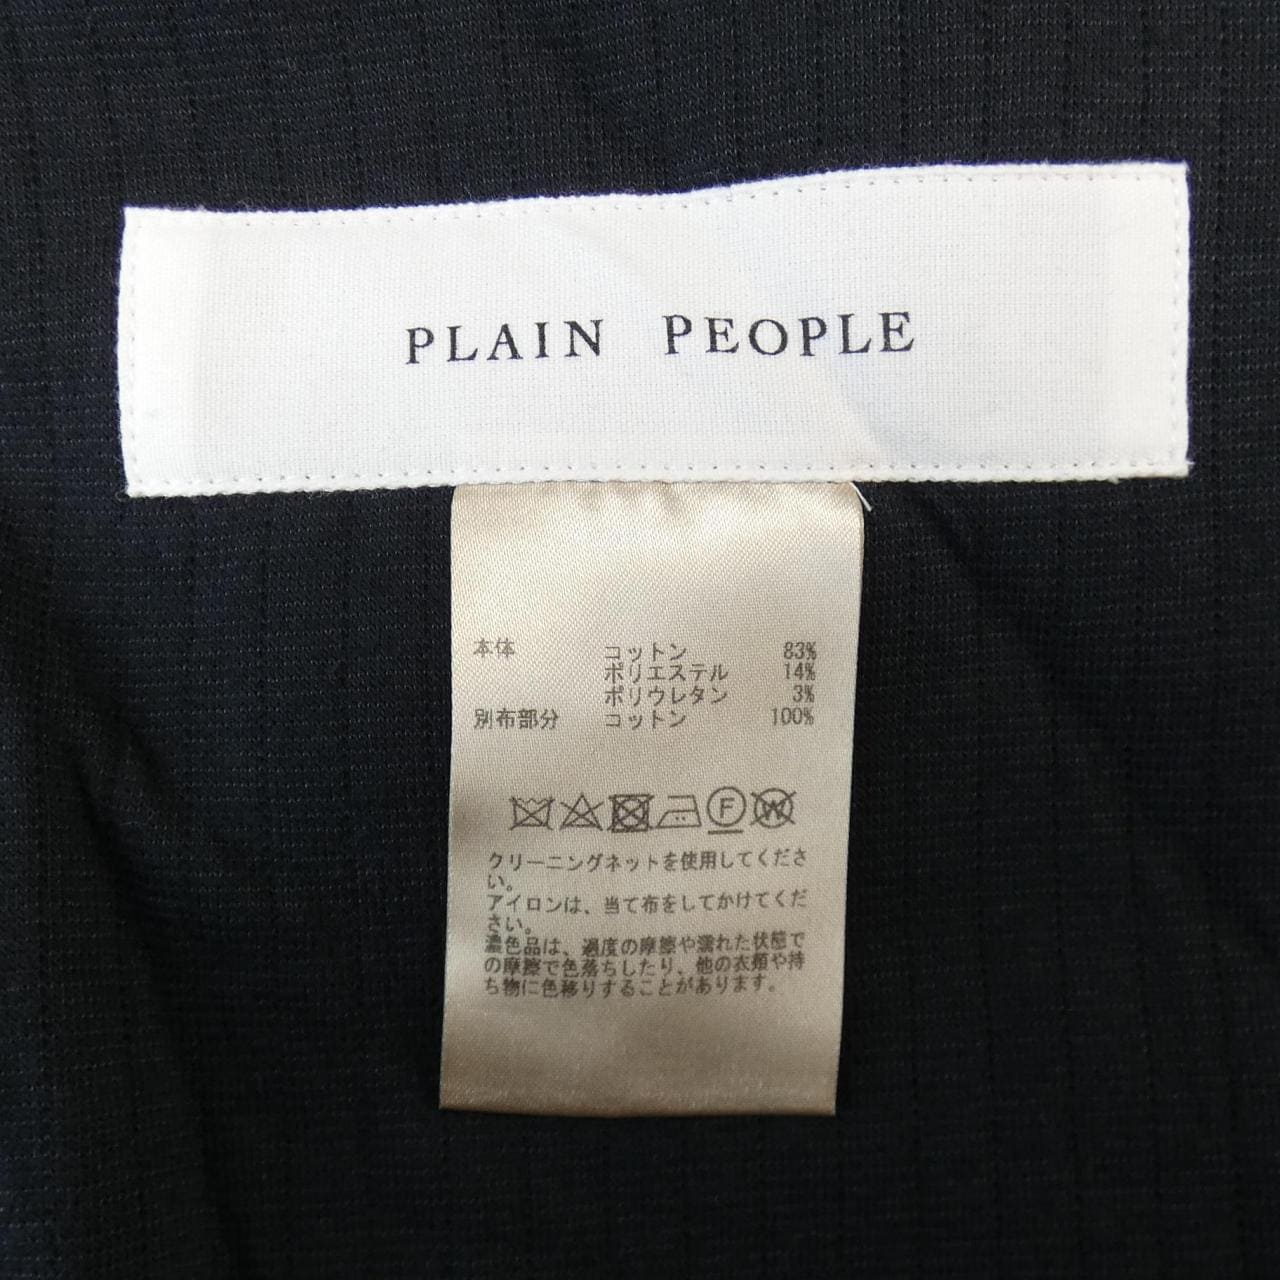 PLAIN PEOPLE
本体 コットン 83%
ポリエステル 14%
ポリウレタン 3%
別布部分 コットン 100%
F W
クリーニングネットを使用してくださ
い。
アイロンは、当て布をしてかけてくだ
さい。
濃色品は、過度の摩擦や濡れた状態で
の摩擦で色落ちしたり、他の衣類や持
ち物に色移りすることがあります。